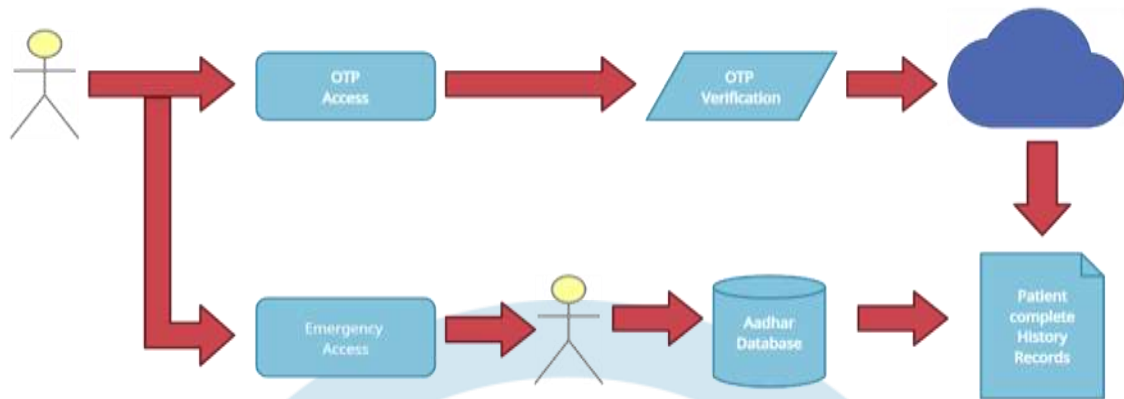 OTP
Access
OTP
Verification
Emergency
Access
Aadhar
Database
Patient
complete
History
Records